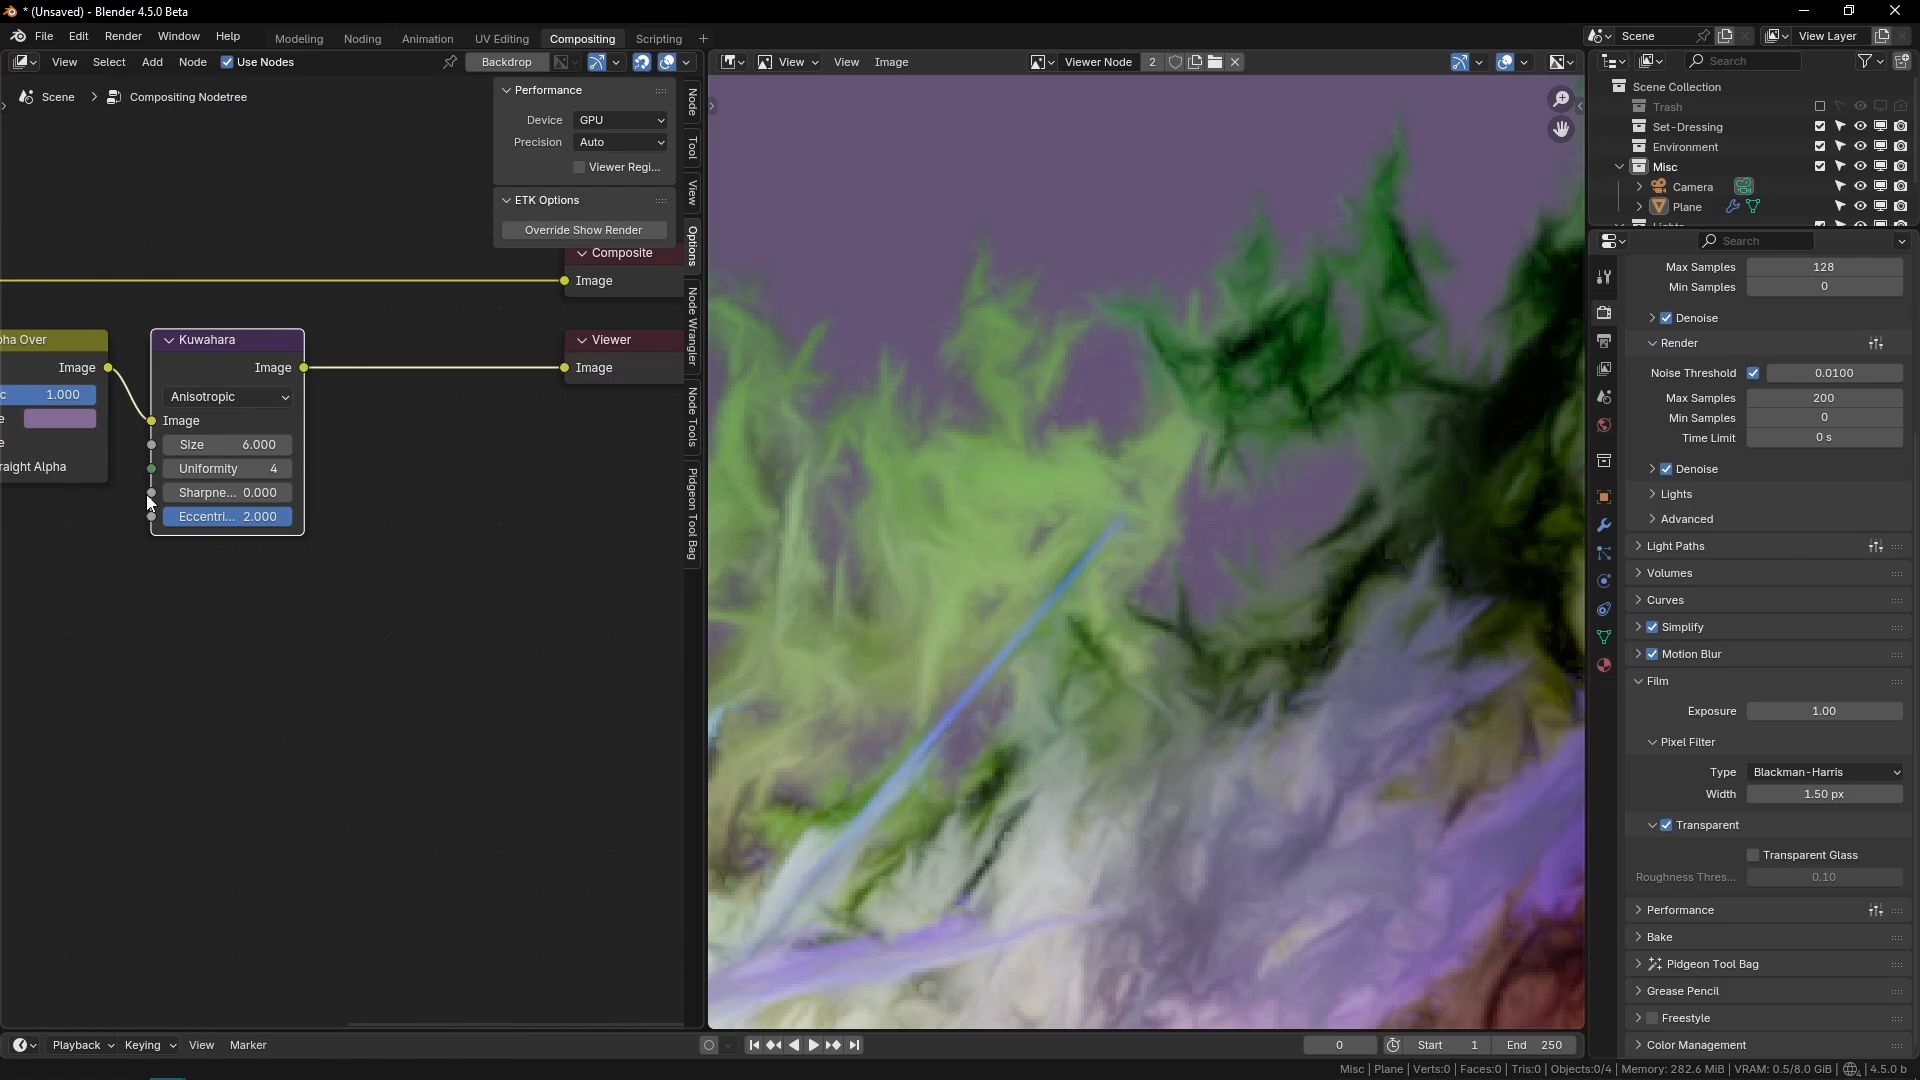 * (Unsaved) - Blender 4.5.0 Beta
File Edit Render Window Help Modeling Noding Animation UV Editing Compositing Scripting + Scene View Layer
View Select Add Node Use Nodes Backdrop View View Image Viewer Node 2 Search
Scene > Compositing Nodetree
Performance
Device GPU
Precision Auto
Viewer Regi...
ETK Options
Override Show Render
Node
Tool
View
Options
Node Wrangler
Node Tools
Pidgeon Tool Bag
Composite
Image
Viewer
Image
pha Over
Image
c 1.000
e
e
raight Alpha
Kuwahara
Image
Anisotropic
Image
Size 6.000
Uniformity 4
Sharpne... 0.000
Eccentri... 2.000
Scene Collection
Trash
Set-Dressing
Environment
Misc
Camera
Plane
Search
Max Samples 128
Min Samples 0
Denoise
Render
Noise Threshold 0.0100
Max Samples 200
Min Samples 0
Time Limit 0 s
Denoise
Lights
Advanced
Light Paths
Volumes
Curves
Simplify
Motion Blur
Film
Exposure 1.00
Pixel Filter
Type Blackman-Harris
Width 1.50 px
Transparent
Transparent Glass
Roughness Thres... 0.10
Performance
Bake
Pidgeon Tool Bag
Grease Pencil
Freestyle
Color Management
Playback Keying View Marker 0 Start 1 End 250
Misc | Plane | Verts:0 | Faces:0 | Tris:0 | Objects:0/4 | Memory: 282.6 MiB | VRAM: 0.5/8.0 GiB | 4.5.0 b